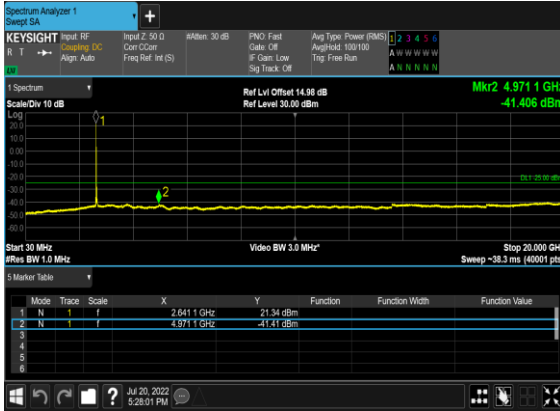 Spectrum Analyzer 1
Swept SA
+
KEYSIGHT
R T
Input: RF
Coupling: DC
Align: Auto
Input Z: 50 Ω
Corr CCorr
Freq Ref: Int (S)
#Atten: 30 dB
PNO: Fast
Gate: Off
IF Gain: Low
Sig Track: Off
Avg Type: Power (RMS)
Avg|Hold: 100/100
Trig: Free Run
1 2 3 4 5 6
A W W W W W
A N N N N N
1 Spectrum
Scale/Div 10 dB
Ref Lvl Offset 14.98 dB
Ref Level 30.00 dBm
Mkr2 4.971 1 GHz
-41.406 dBm
Log
20.0
10.0
0.00
-10.0
-20.0
-30.0
-40.0
-50.0
-60.0
1
2
DL1 -25.00 dBm
Start 30 MHz
#Res BW 1.0 MHz
Video BW 3.0 MHz*
Stop 20.000 GH
Sweep ~38.3 ms (40001 pts
5 Marker Table
Mode Trace Scale X Y Function Function Width Function Value
1 N 1 f 2.641 1 GHz 21.34 dBm
2 N 1 f 4.971 1 GHz -41.41 dBm
3
4
5
6
?
Jul 20, 2022
5:28:01 PM